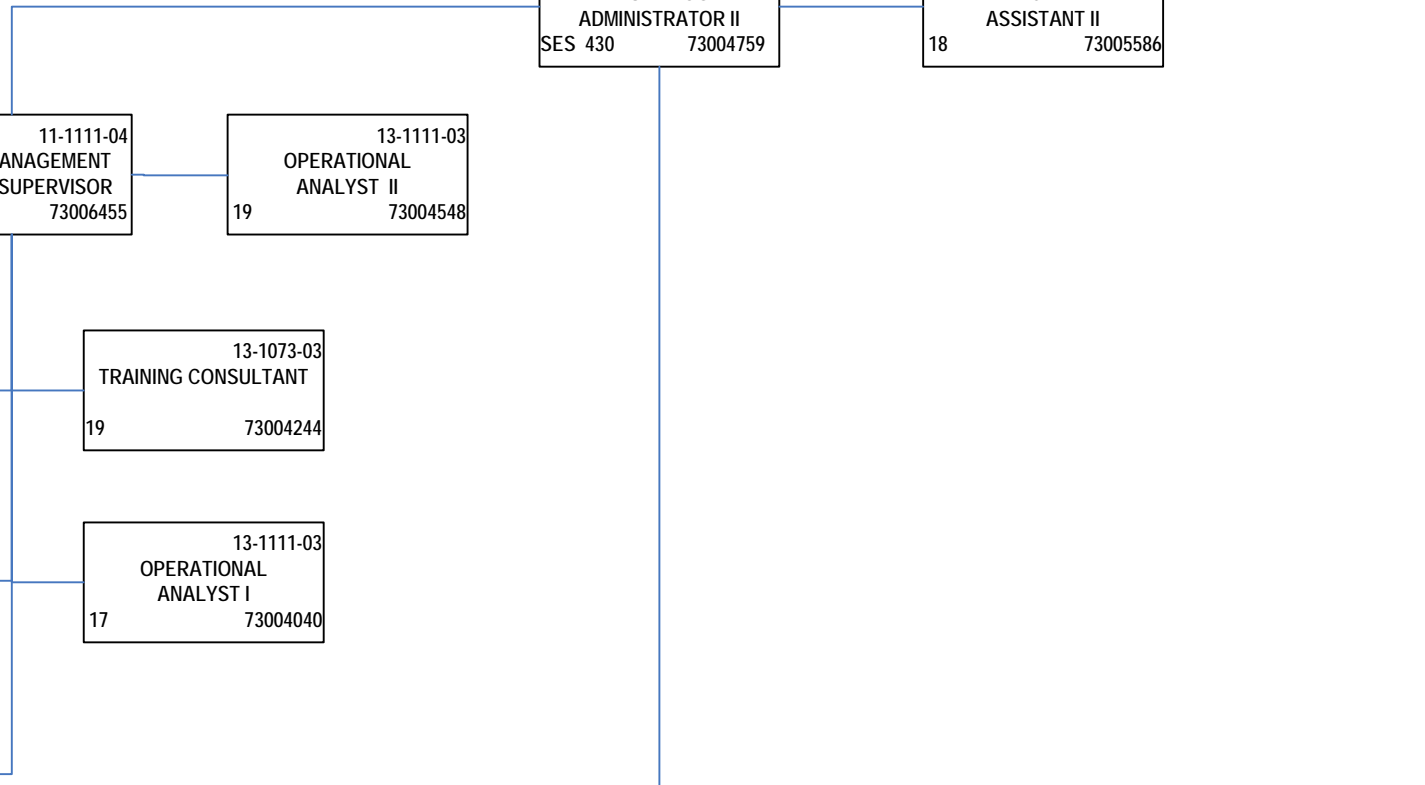 ADMINISTRATOR II
SES 430 73004759
ASSISTANT II
18 73005586
11-1111-04
ANAGEMENT
SUPERVISOR
73006455
13-1111-03
OPERATIONAL
ANALYST II
19 73004548
13-1073-03
TRAINING CONSULTANT
19 73004244
13-1111-03
OPERATIONAL
ANALYST I
17 73004040